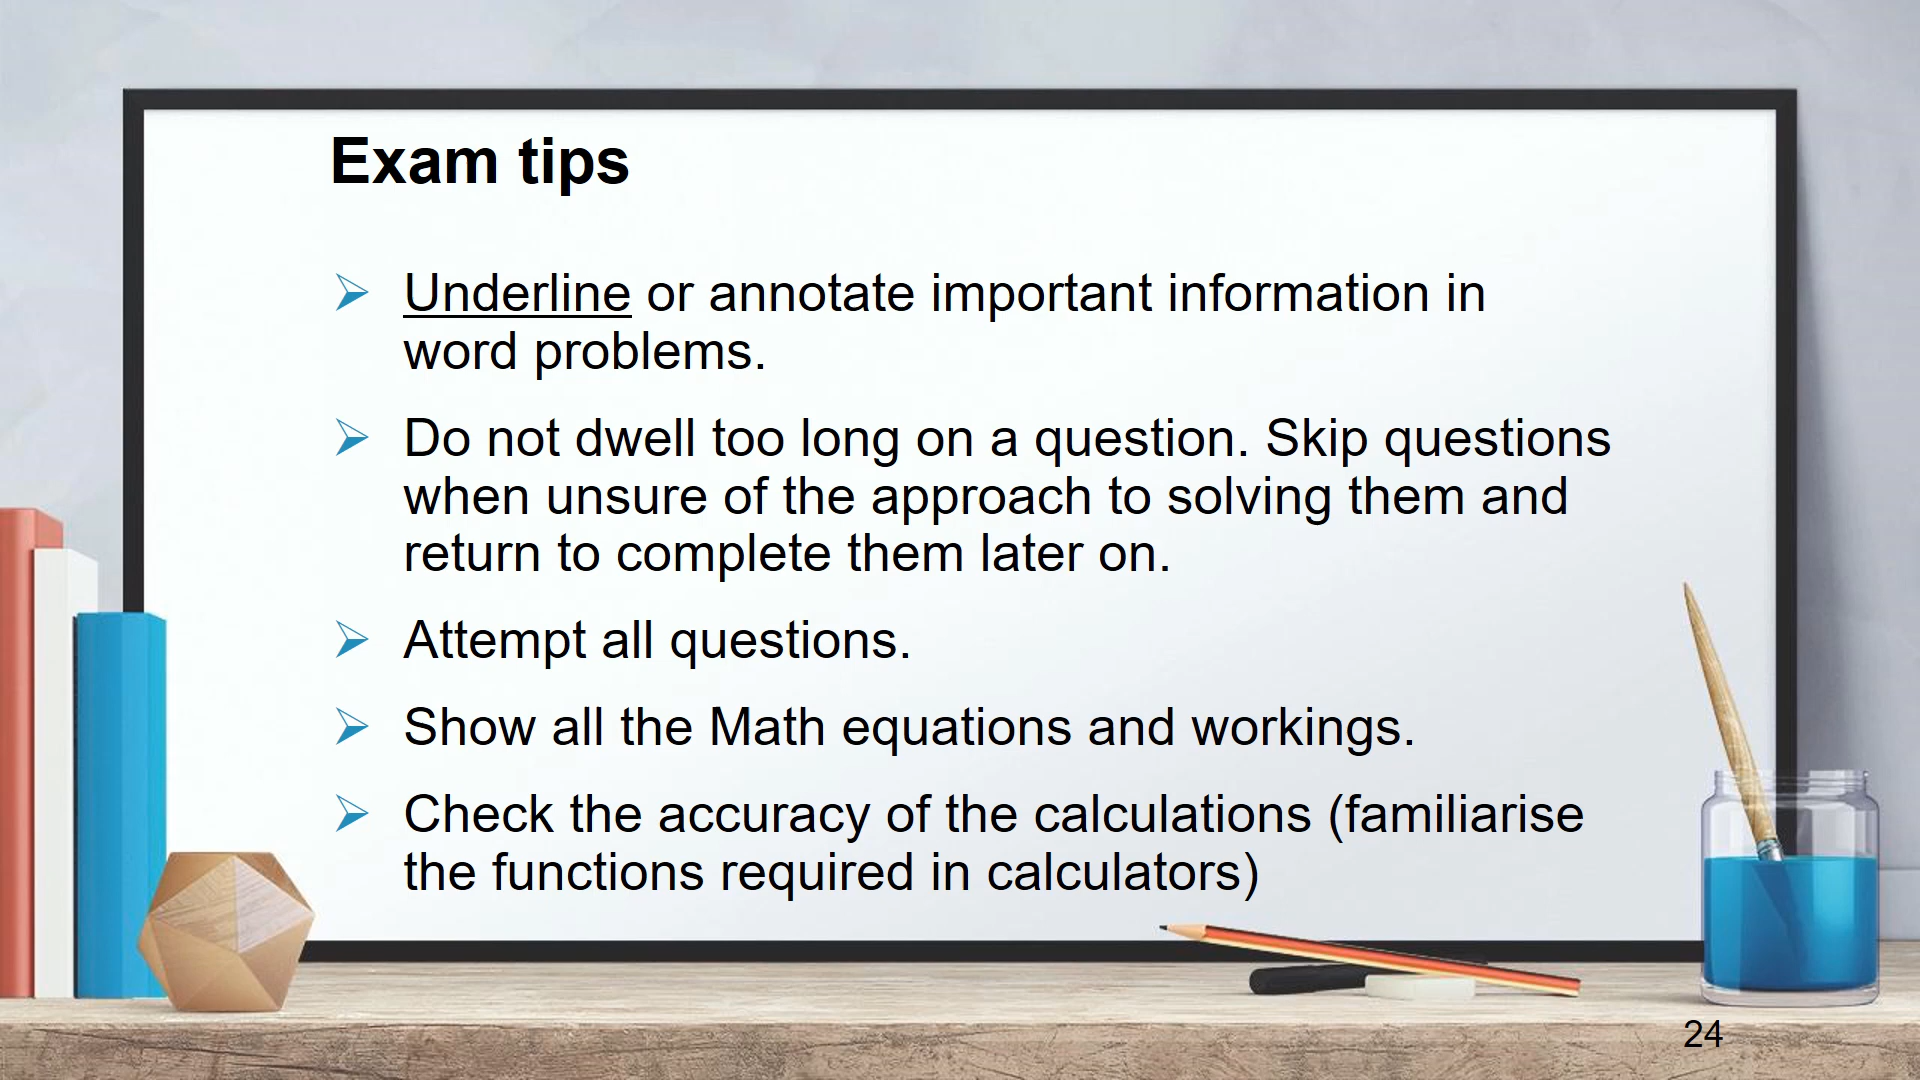 Exam tips
Underline or annotate important information in
word problems.
Do not dwell too long on a question. Skip questions
when unsure of the approach to solving them and
return to complete them later on.
Attempt all questions.
Show all the Math equations and workings.
Check the accuracy of the calculations (familiarise
the functions required in calculators)
24